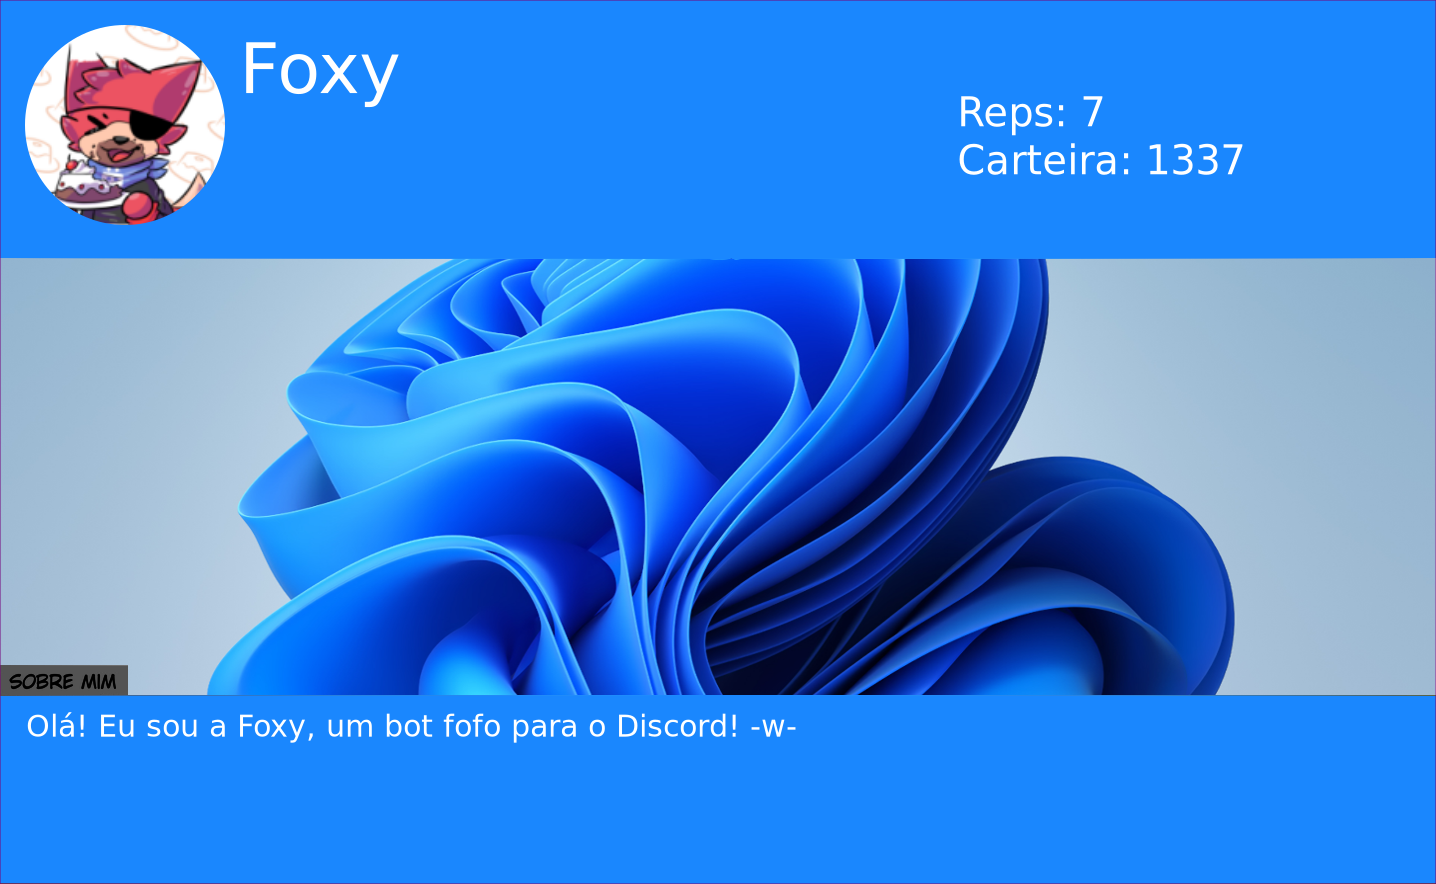 Foxy
Reps: 7
Carteira: 1337
SOBRE MIM
Olá! Eu sou a Foxy, um bot fofo para o Discord! -w-